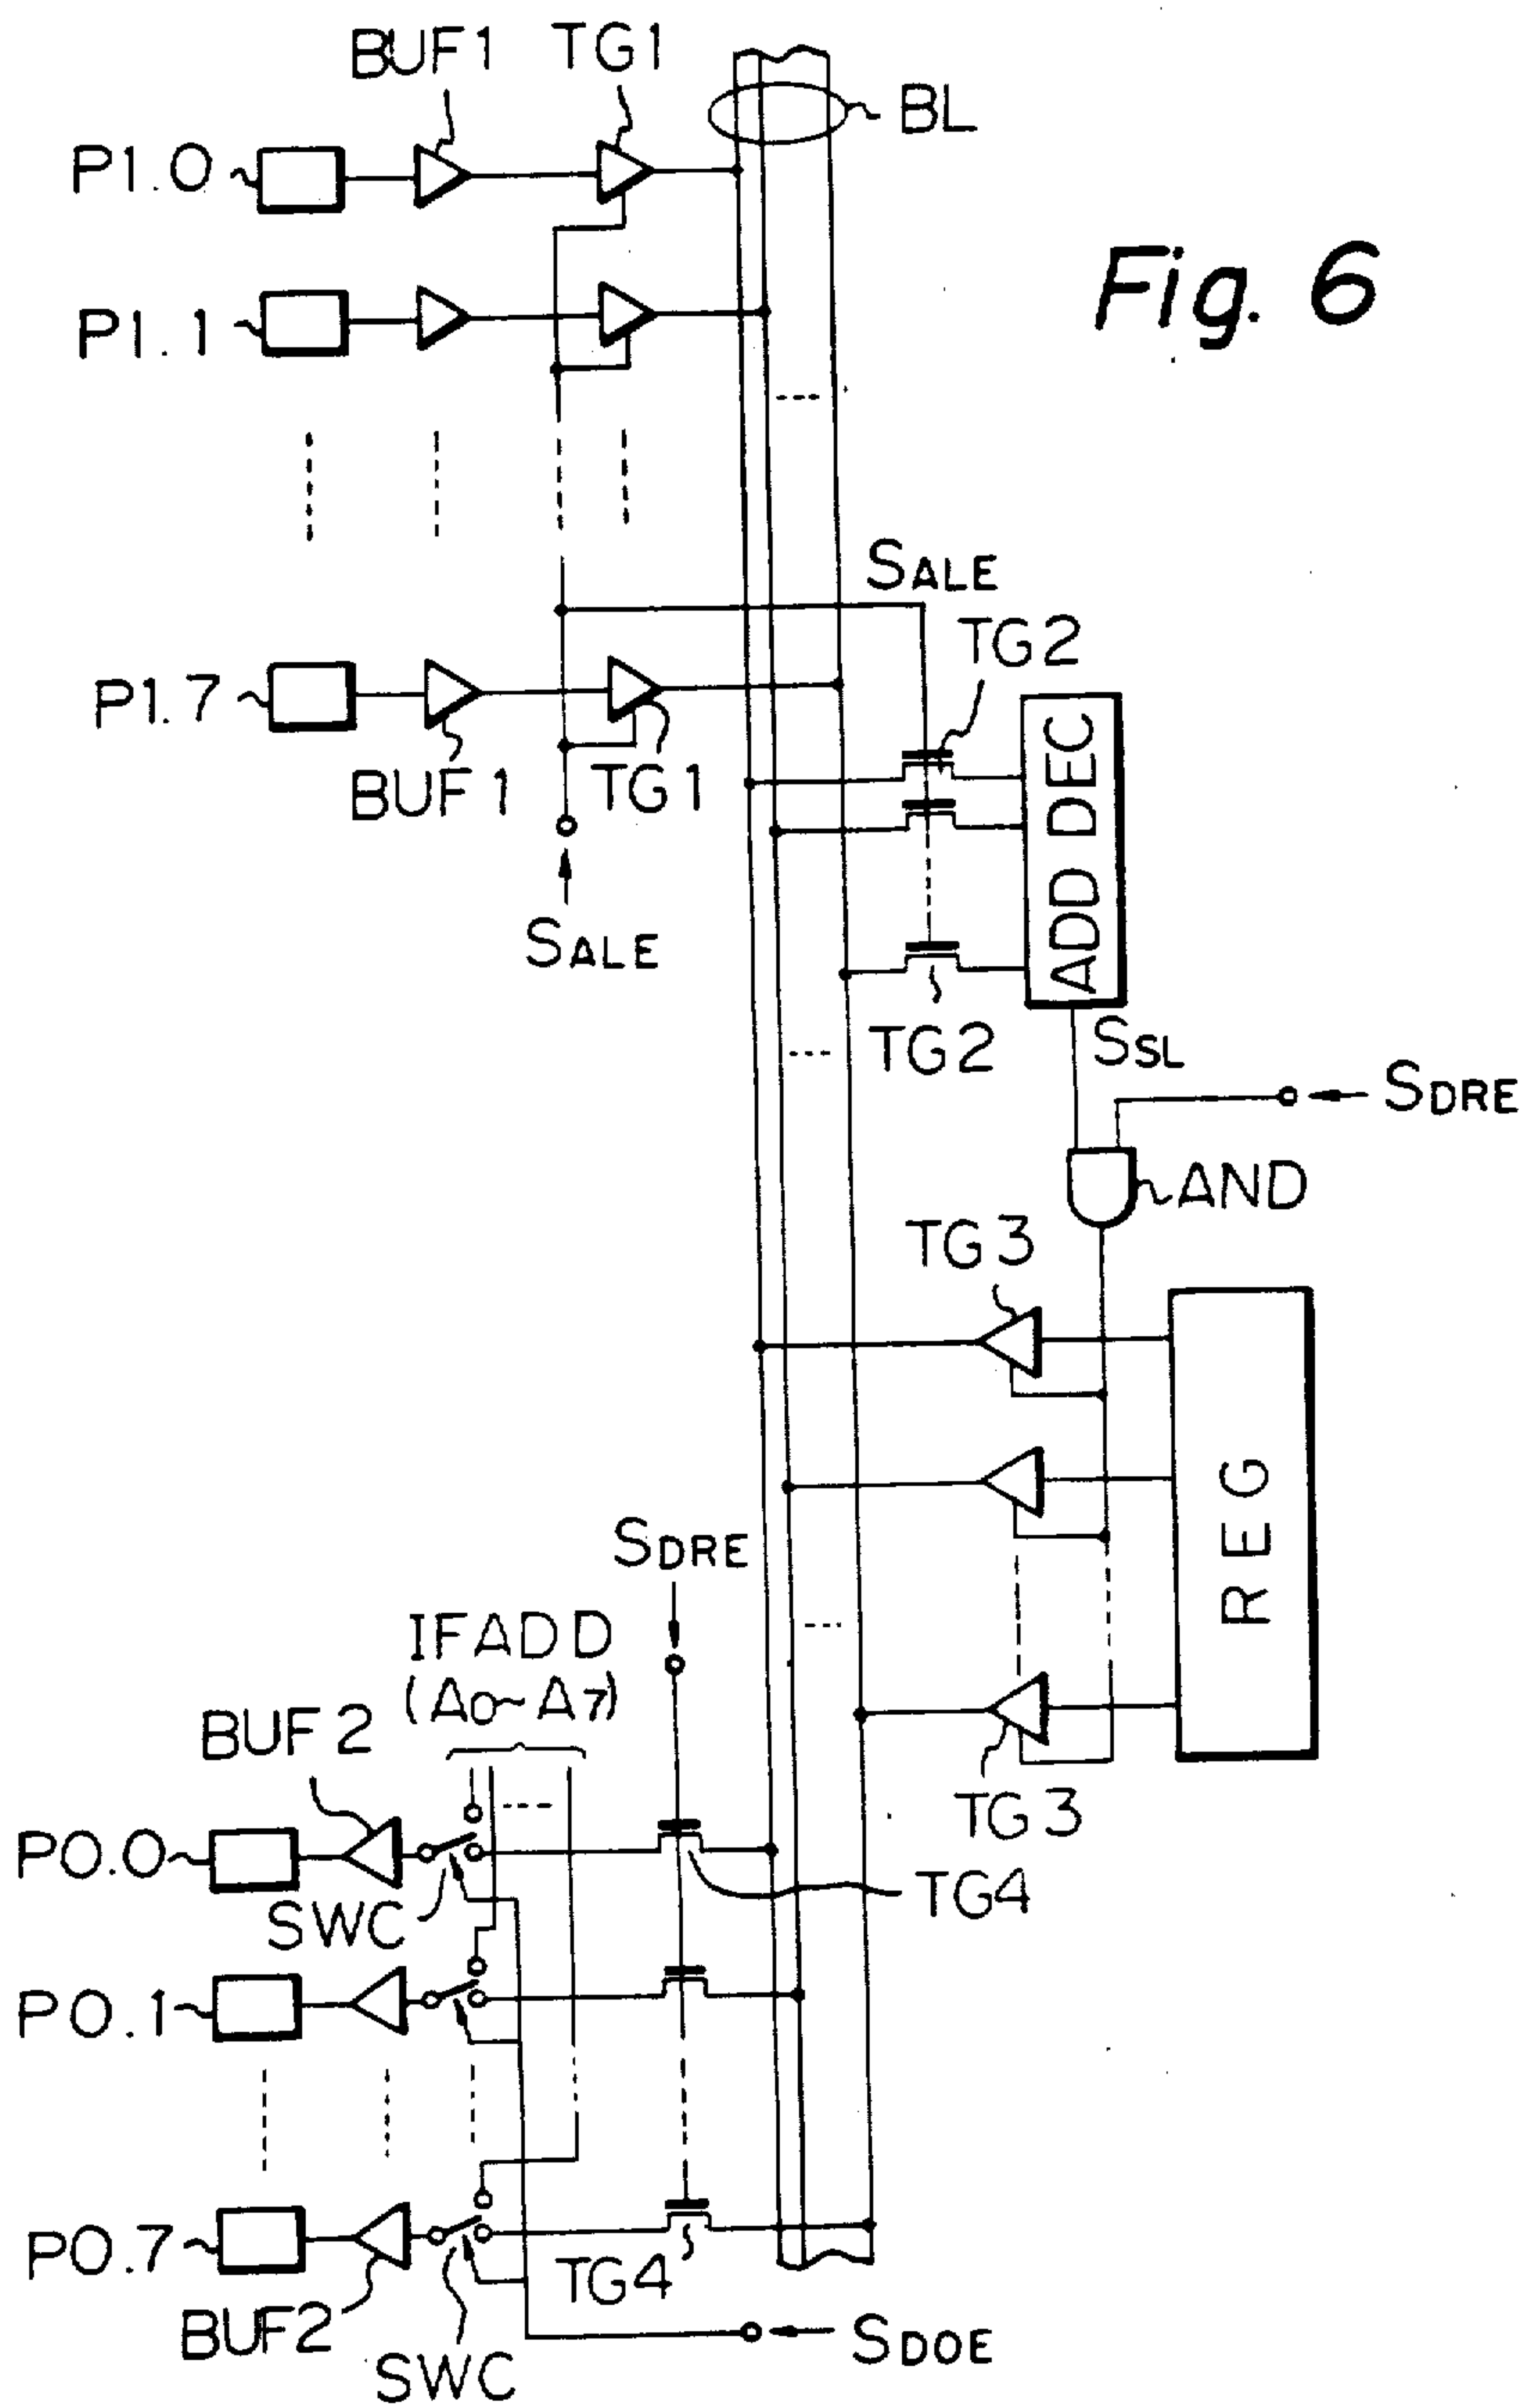 BUF1 TG1
BL
P1.0
Fig. 6
P1.1
SALE
TG2
P1.7
BUF1 TG1
ADD DEC
SALE
TG2
SSL
SDRE
AND
TG3
REG
SDRE
IFADD
(A0~A7)
BUF2
TG3
P0.0
SWC
TG4
P0.1
P0.7
TG4
BUF2
SWC
SDOE